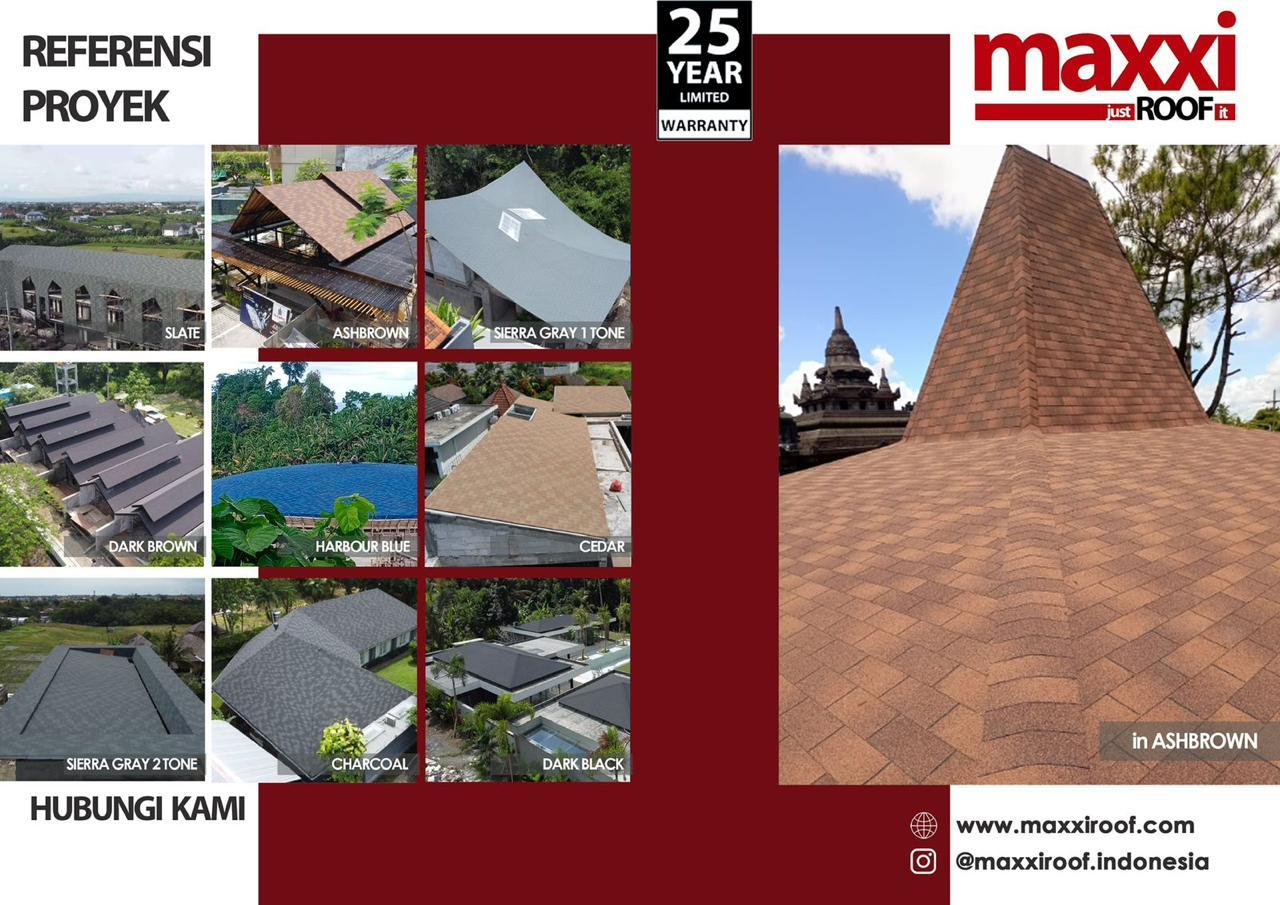 REFERENSI
PROYEK
25
YEAR
LIMITED
WARRANTY
maxxi
just ROOF it
SLATE
ASHBROWN
SIERRA GRAY 1 TONE
DARK BROWN
HARBOUR BLUE
CEDAR
SIERRA GRAY 2 TONE
CHARCOAL
DARK BLACK
in ASHBROWN
HUBUNGI KAMI
www.maxxiroof.com
@maxxiroof.indonesia